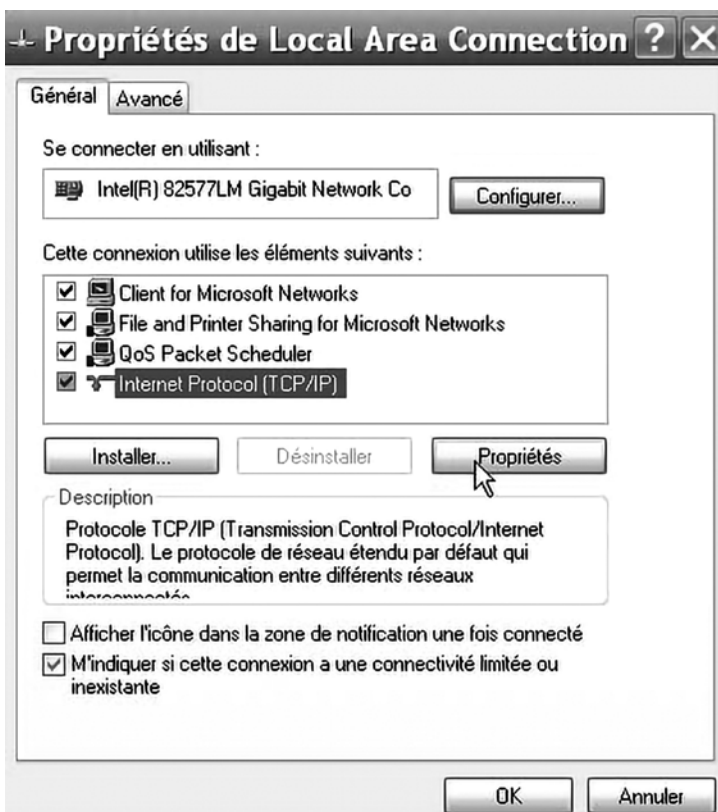 Propriétés de Local Area Connection
Général
Avancé
Se connecter en utilisant :
Intel(R) 82577LM Gigabit Network Co
Configurer...
Cette connexion utilise les éléments suivants :
Client for Microsoft Networks
File and Printer Sharing for Microsoft Networks
QoS Packet Scheduler
Internet Protocol (TCP/IP)
Installer...
Désinstaller
Propriétés
Description
Protocole TCP/IP (Transmission Control Protocol/Internet
Protocol). Le protocole de réseau étendu par défaut qui
permet la communication entre différents réseaux
interconnectés
Afficher l'icône dans la zone de notification une fois connecté
M'indiquer si cette connexion a une connectivité limitée ou
inexistante
OK
Annuler